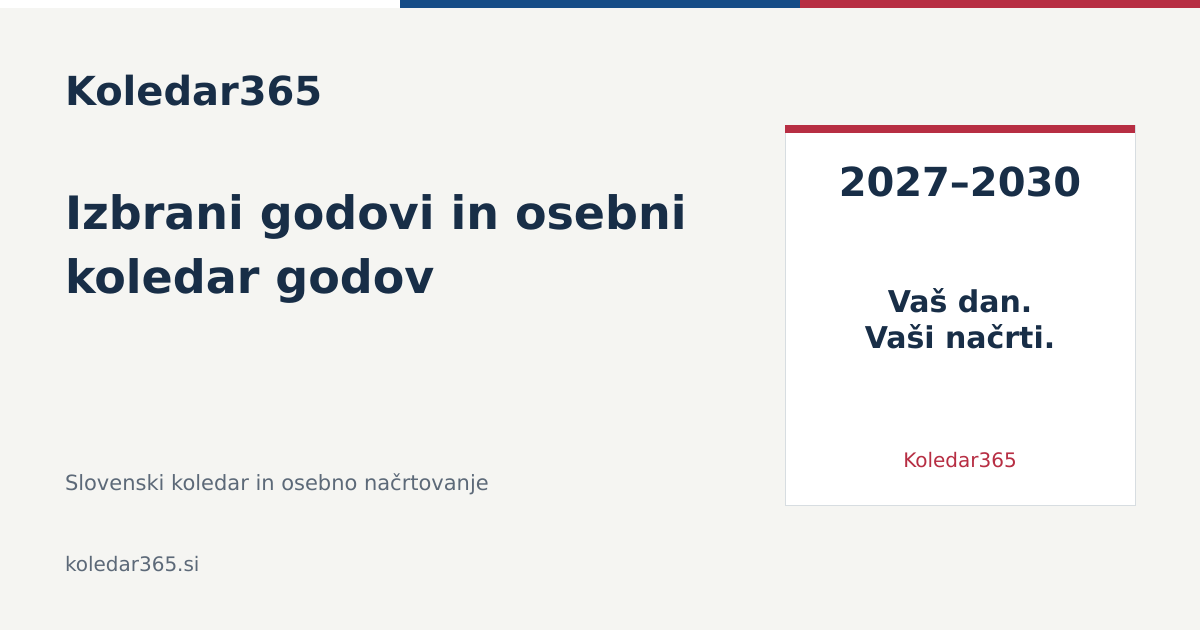 Koledar365
Izbrani godovi in osebni
koledar godov
Slovenski koledar in osebno načrtovanje
koledar365.si
2027–2030
Vaš dan.
Vaši načrti.
Koledar365